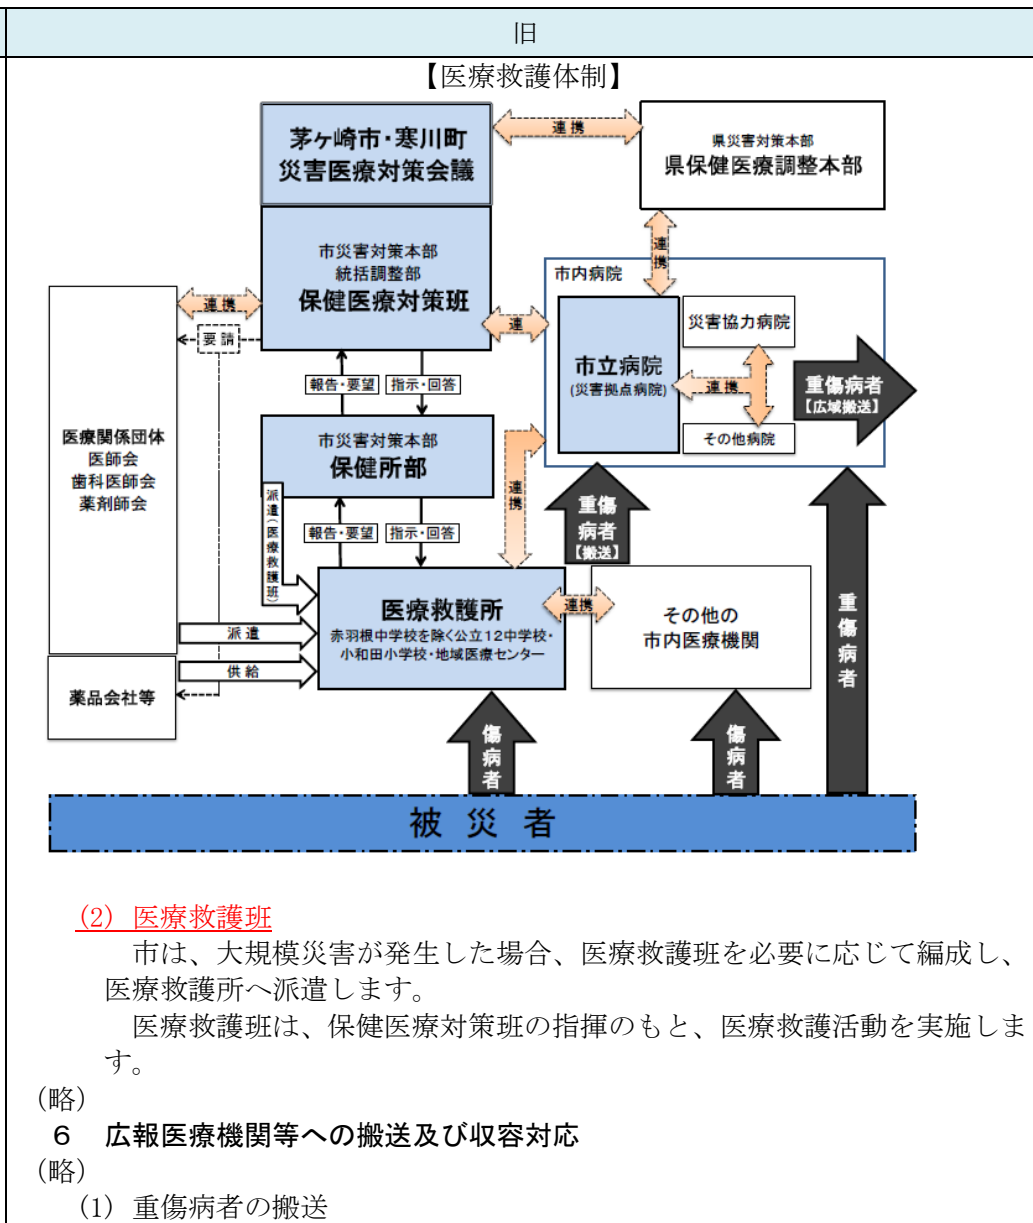 旧
【医療救護体制】
茅ヶ崎市・寒川町
災害医療対策会議
連携
県災害対策本部
県保健医療調整本部
市災害対策本部
統括調整部
保健医療対策班
連携
連携
要請
連
市内病院
市立病院
(災害拠点病院)
災害協力病院
連携
その他病院
重傷病者
【広域搬送】
報告・要望
指示・回答
医療関係団体
医師会
歯科医師会
薬剤師会
市災害対策本部
保健所部
派遣(医療救護班)
報告・要望
指示・回答
連携
重傷
病者
【搬送】
医療救護所
赤羽根中学校を除く公立12中学校・
小和田小学校・地域医療センター
連携
その他の
市内医療機関
重傷病者
派遣
供給
薬品会社等
傷病者
傷病者
被災者
(2) 医療救護班
市は、大規模災害が発生した場合、医療救護班を必要に応じて編成し、
医療救護所へ派遣します。
医療救護班は、保健医療対策班の指揮のもと、医療救護活動を実施しま
す。
(略)
6 広報医療機関等への搬送及び収容対応
(略)
(1) 重傷病者の搬送